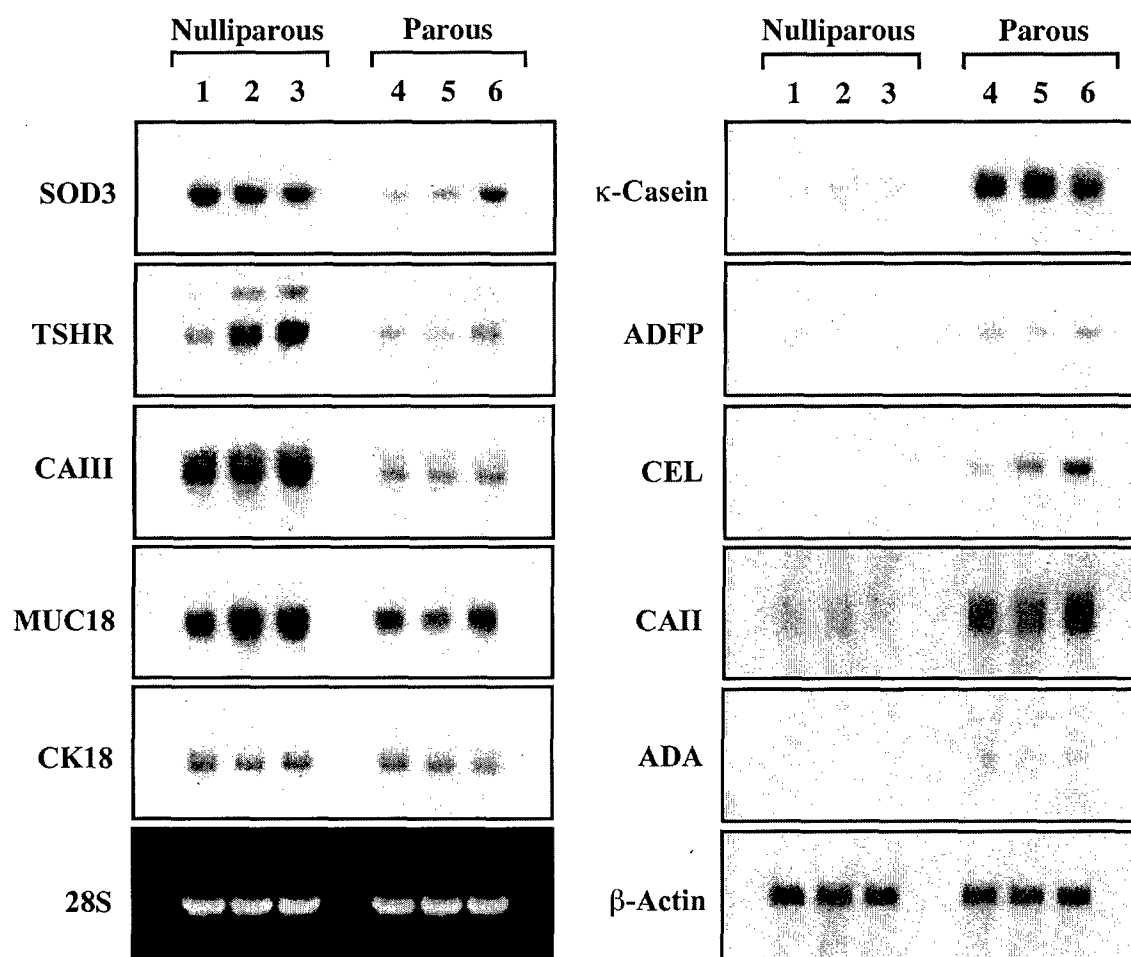 Nulliparous Parous
1 2 3 4 5 6
SOD3
TSHR
CAIII
MUC18
CK18
28S
Nulliparous Parous
1 2 3 4 5 6
κ-Casein
ADFP
CEL
CAII
ADA
β-Actin